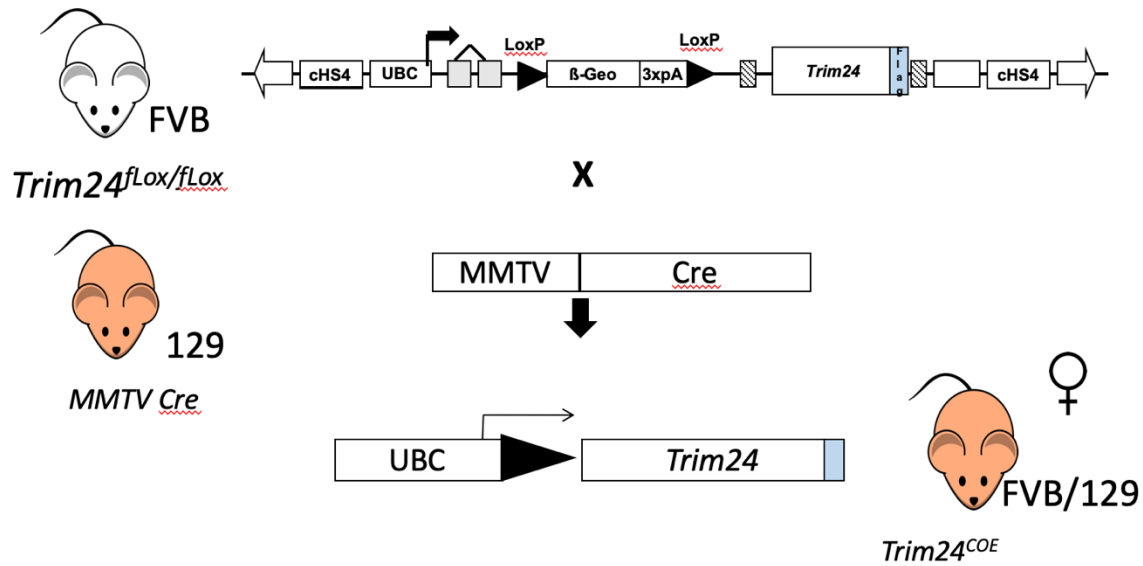 LoxP
LoxP
cHS4 UBC ß-Geo 3xpA Trim24 Flag cHS4
FVB
Trim24fLox/fLox
X
MMTV Cre
129
MMTV Cre
UBC Trim24
FVB/129
Trim24COE